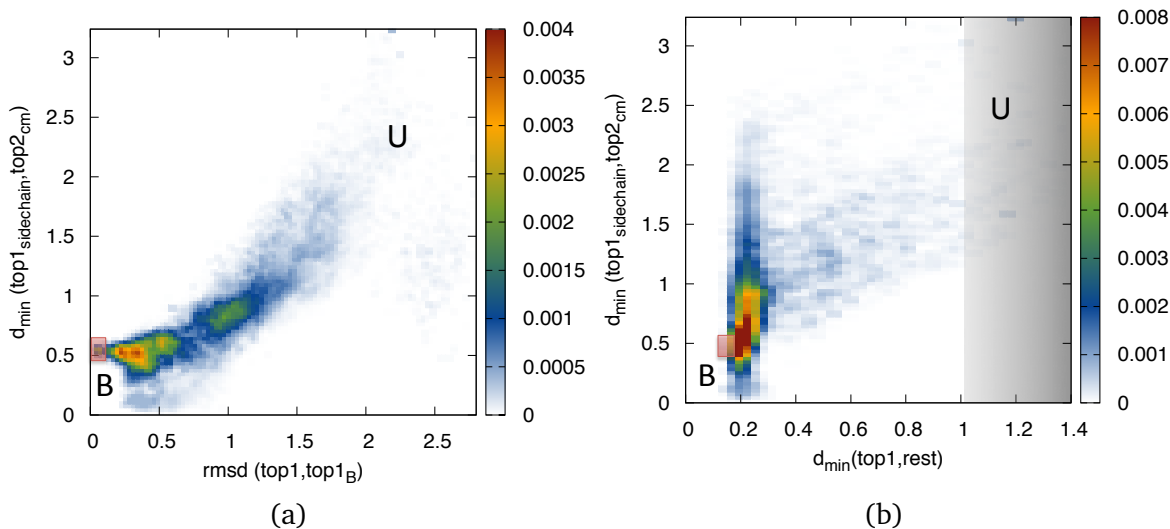 3
2.5
2
1.5
1
0.5
0
d_min (top1_sidechain,top2_cm)
U
B
0 0.5 1 1.5 2 2.5
rmsd (top1,top1_B)
0.004
0.0035
0.003
0.0025
0.002
0.0015
0.001
0.0005
0
(a)
3
2.5
2
1.5
1
0.5
0
d_min (top1_sidechain,top2_cm)
U
B
0 0.2 0.4 0.6 0.8 1 1.2 1.4
d_min(top1,rest)
0.008
0.007
0.006
0.005
0.004
0.003
0.002
0.001
0
(b)